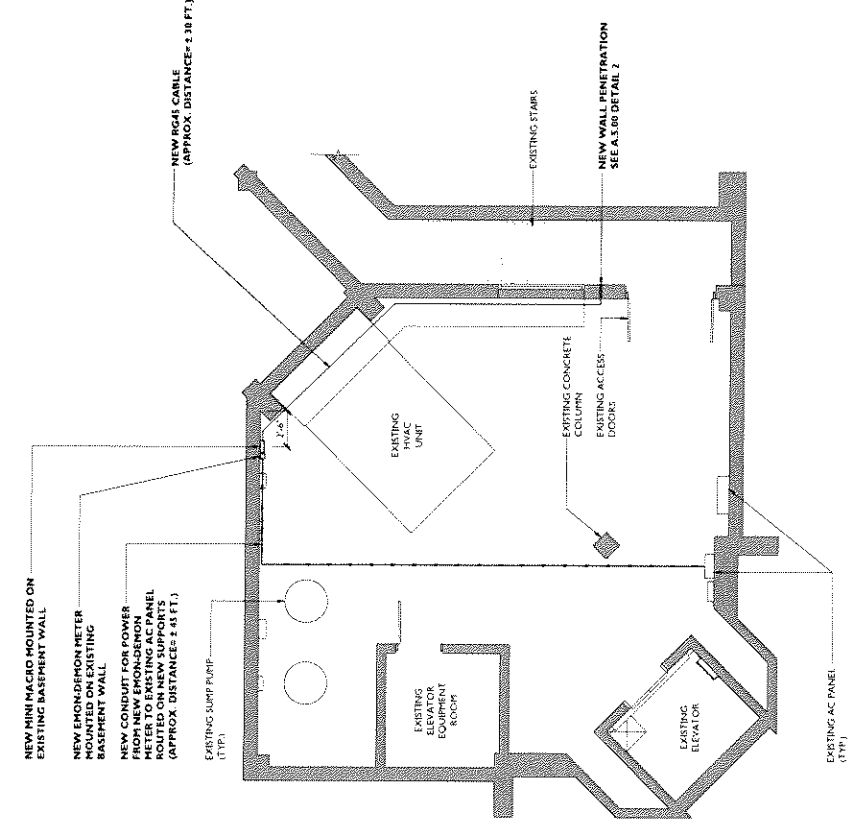 NEW RG45 CABLE
(APPROX. DISTANCE= ± 30 FT.)
NEW MINI MACRO MOUNTED ON
EXISTING BASEMENT WALL
NEW EMON-DEMON METER
MOUNTED ON EXISTING
BASEMENT WALL
NEW CONDUIT FOR POWER
FROM NEW EMON-DEMON
METER TO EXISTING AC PANEL
ROUTED ON NEW SUPPORTS
(APPROX. DISTANCE= ± 45 FT.)
EXISTING SUMP PUMP
(TYP.)
EXISTING STAIRS
NEW WALL PENETRATION
SEE A.5.80 DETAIL 2
EXISTING
HVAC
UNIT
EXISTING CONCRETE
COLUMN
EXISTING ACCESS
DOORS
EXISTING
ELEVATOR
EQUIPMENT
ROOM
EXISTING
ELEVATOR
EXISTING AC PANEL
(TYP.)